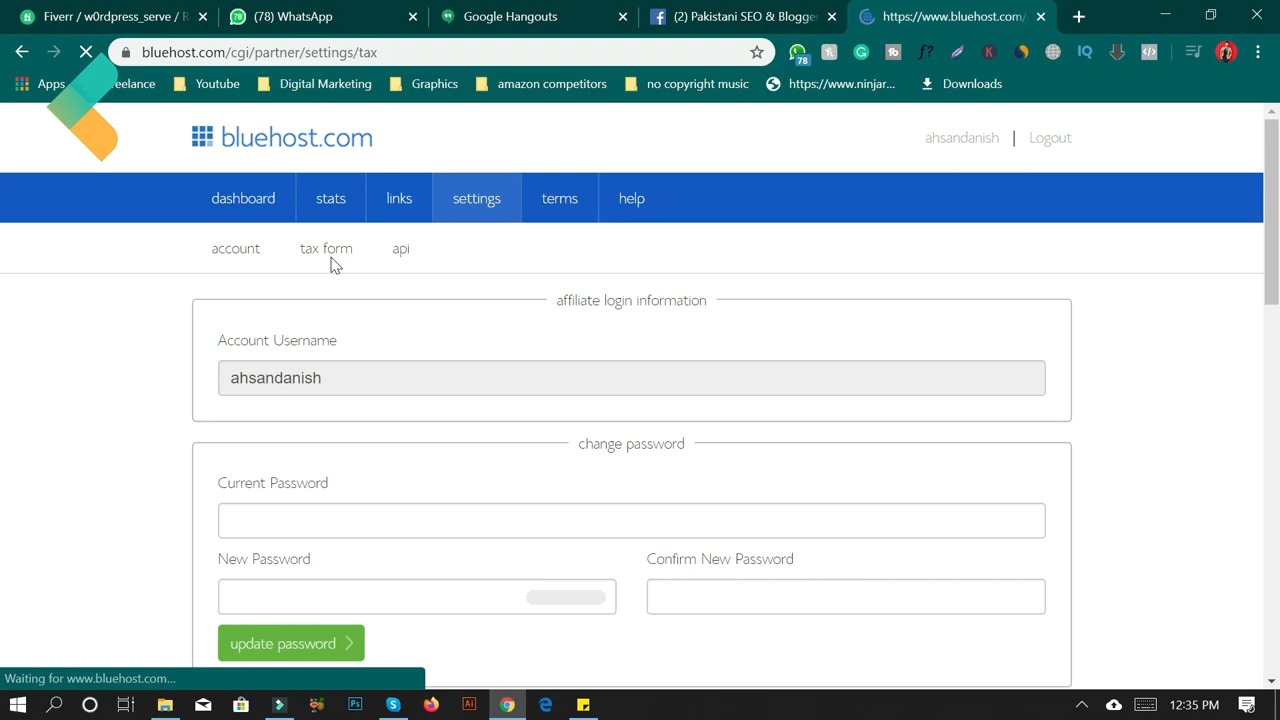 Fiverr / w0rdpress_serve / R
(78) WhatsApp
Google Hangouts
(2) Pakistani SEO & Blogger
https://www.bluehost.com/
bluehost.com/cgi/partner/settings/tax
78
Apps
eelance
Youtube
Digital Marketing
Graphics
amazon competitors
no copyright music
https://www.ninjar...
Downloads
bluehost.com
ahsandanish | Logout
dashboard
stats
links
settings
terms
help
account
tax form
api
affiliate login information
Account Username
ahsandanish
change password
Current Password
New Password
Confirm New Password
update password
Waiting for www.bluehost.com...
12:35 PM